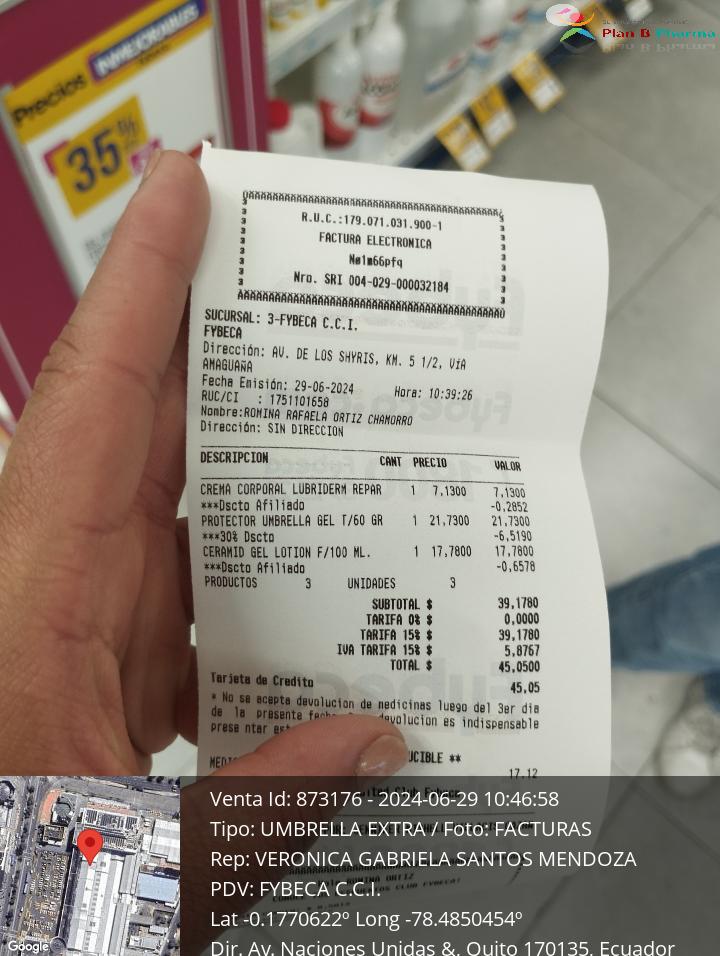 Plan B Pharma
Precios INMEJORABLES
35%
R.U.C.:179.071.031.900-1
FACTURA ELECTRONICA
Nø1m66pfq
Nro. SRI 004-029-000032184
SUCURSAL: 3-FYBECA C.C.I.
FYBECA
Dirección: AV. DE LOS SHYRIS, KM. 5 1/2, VíA
AMAGUAñA
Fecha Emisión: 29-06-2024 Hora: 10:39:26
RUC/CI : 1751101658
Nombre:ROMINA RAFAELA ORTIZ CHAMORRO
Dirección: SIN DIRECCION
DESCRIPCION CANT PRECIO VALOR
CREMA CORPORAL LUBRIDERM REPAR 1 7,1300 7,1300
***Dscto Afiliado -0,2852
PROTECTOR UMBRELLA GEL T/60 GR 1 21,7300 21,7300
***30% Dscto -6,5190
CERAMID GEL LOTION F/100 ML. 1 17,7800 17,7800
***Dscto Afiliado -0,6578
PRODUCTOS 3 UNIDADES 3
SUBTOTAL $ 39,1780
TARIFA 0% $ 0,0000
TARIFA 15% $ 39,1780
IVA TARIFA 15% $ 5,8767
TOTAL $ 45,0500
Tarjeta de Credito 45,05
* No se acepta devolucion de medicinas luego del 3er dia
de la presente devolucion es indispensable
prese ntar
UCIBLE **
17.12
Venta Id: 873176 - 2024-06-29 10:46:58
Tipo: UMBRELLA EXTRA / Foto: FACTURAS
Rep: VERONICA GABRIELA SANTOS MENDOZA
PDV: FYBECA C.C.I.
Lat -0.1770622º Long -78.4850454º
Dir. Av. Naciones Unidas &, Quito 170135, Ecuador
Google